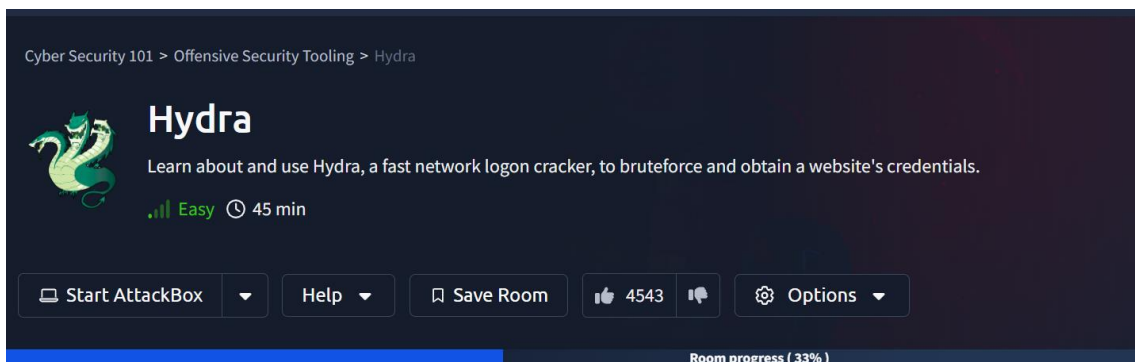 Cyber Security 101 > Offensive Security Tooling > Hydra
Hydra
Learn about and use Hydra, a fast network logon cracker, to bruteforce and obtain a website's credentials.
Easy 45 min
Start AttackBox Help Save Room 4543 Options
Room progress ( 33% )